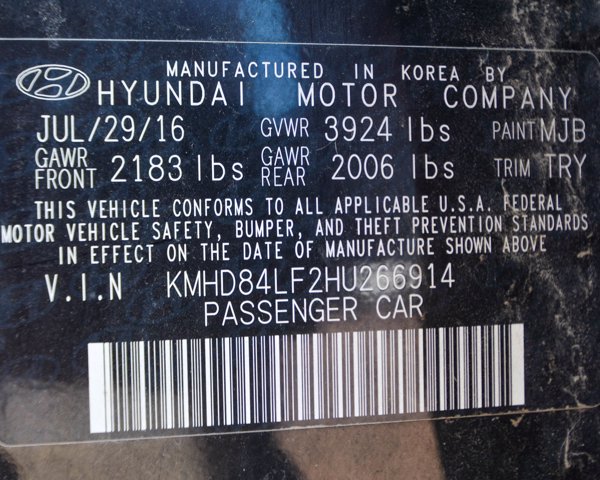 MANUFACTURED IN KOREA BY
HYUNDAI MOTOR COMPANY
JUL/29/16 GVWR 3924 lbs PAINT MJB
GAWR FRONT 2183 lbs GAWR REAR 2006 lbs TRIM TRY
THIS VEHICLE CONFORMS TO ALL APPLICABLE U.S.A. FEDERAL
MOTOR VEHICLE SAFETY, BUMPER, AND THEFT PREVENTION STANDARDS
IN EFFECT ON THE DATE OF MANUFACTURE SHOWN ABOVE
V.I.N KMHD84LF2HU266914
PASSENGER CAR